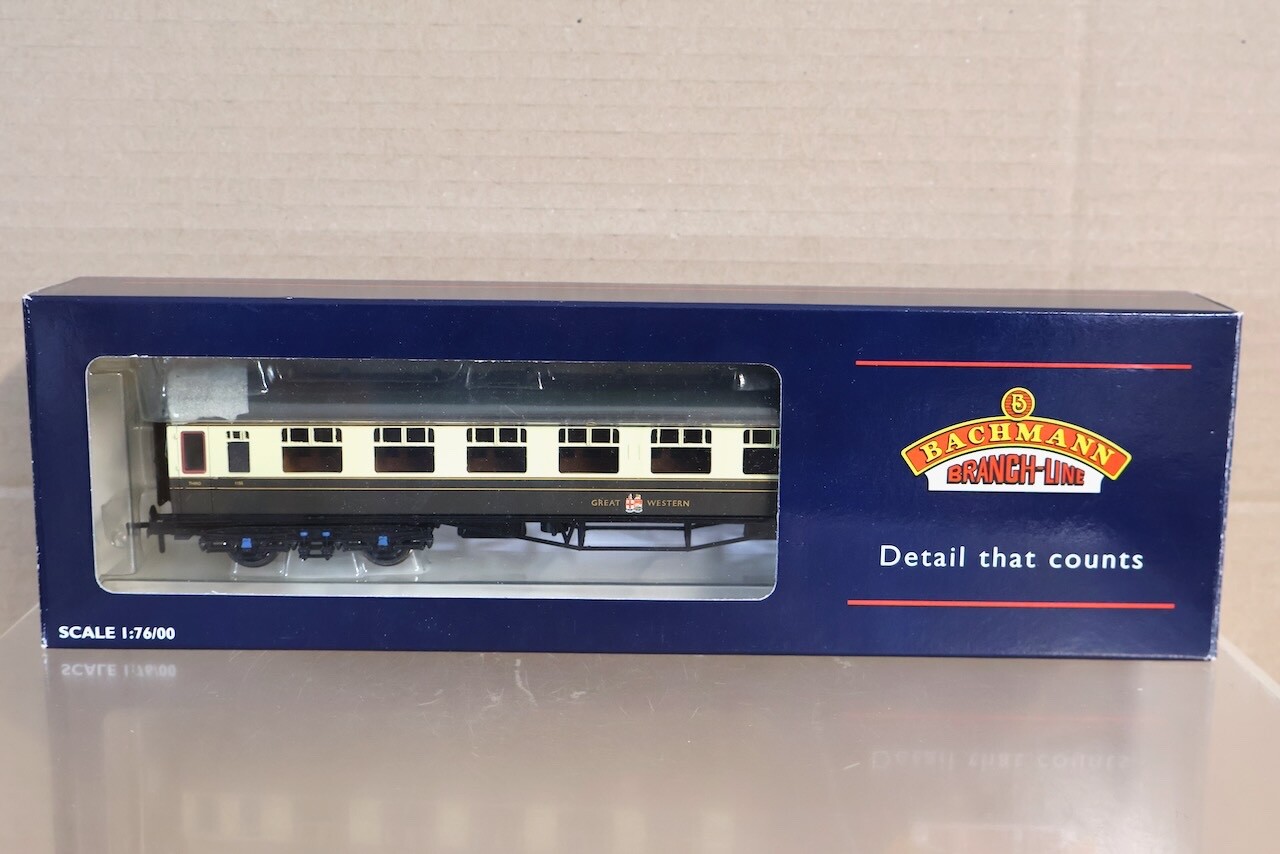 BACHMANN
BRANCH-LINE
GREAT WESTERN
Detail that counts
SCALE 1:76/00